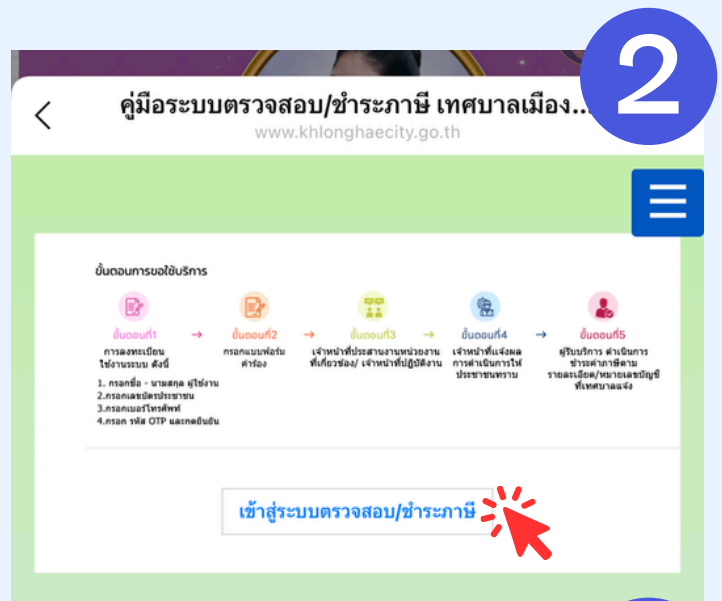 2
คู่มือระบบตรวจสอบ/ชำระภาษี เทศบาลเมือง...
www.khlonghaecity.go.th
ขั้นตอนการขอใช้บริการ
ขั้นตอนที่1 → ขั้นตอนที่2 → ขั้นตอนที่3 → ขั้นตอนที่4 → ขั้นตอนที่5
การลงทะเบียน
ใช้งานระบบ ดังนี้
1. กรอกชื่อ - นามสกุล ผู้ใช้งาน
2.กรอกเลขบัตรประชาชน
3.กรอกเบอร์โทรศัพท์
4.กรอก รหัส OTP และกดยืนยัน
กรอกแบบฟอร์ม
คำร้อง
เจ้าหน้าที่ประสานงานหน่วยงาน
ที่เกี่ยวข้อง/ เจ้าหน้าที่ปฏิบัติงาน
เจ้าหน้าที่แจ้งผล
การดำเนินการให้
ประชาชนทราบ
ผู้รับบริการ ดำเนินการ
ชำระค่าภาษีตาม
รายละเอียด/หมายเลขบัญชี
ที่เทศบาลแจ้ง
เข้าสู่ระบบตรวจสอบ/ชำระภาษี